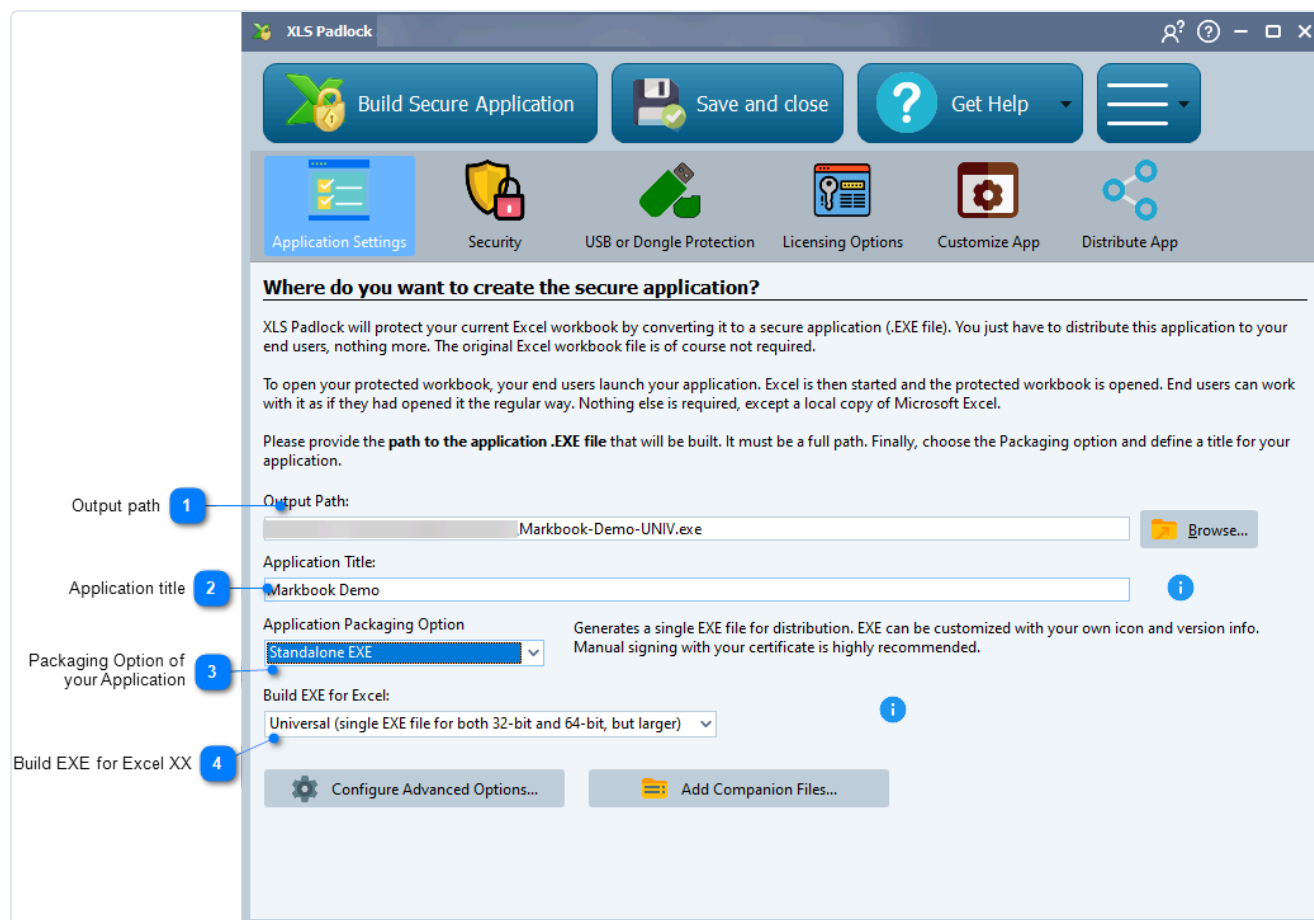 XLS Padlock
Build Secure Application
Save and close
Get Help
Application Settings
Security
USB or Dongle Protection
Licensing Options
Customize App
Distribute App
Where do you want to create the secure application?
XLS Padlock will protect your current Excel workbook by converting it to a secure application (.EXE file). You just have to distribute this application to your
end users, nothing more. The original Excel workbook file is of course not required.
To open your protected workbook, your end users launch your application. Excel is then started and the protected workbook is opened. End users can work
with it as if they had opened it the regular way. Nothing else is required, except a local copy of Microsoft Excel.
Please provide the path to the application .EXE file that will be built. It must be a full path. Finally, choose the Packaging option and define a title for your
application.
Output path 1
Output Path:
Markbook-Demo-UNIV.exe
Browse...
Application Title:
Application title 2
Markbook Demo
Application Packaging Option
Generates a single EXE file for distribution. EXE can be customized with your own icon and version info.
Manual signing with your certificate is highly recommended.
Standalone EXE
Packaging Option of
your Application
3
Build EXE for Excel:
Universal (single EXE file for both 32-bit and 64-bit, but larger)
Build EXE for Excel XX 4
Configure Advanced Options...
Add Companion Files...